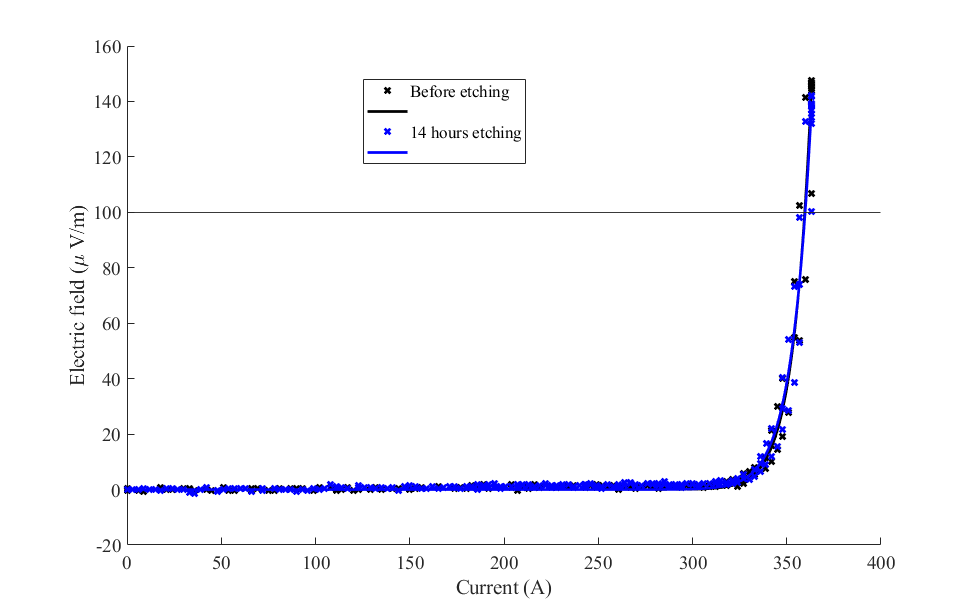 160
140
120
100
80
60
40
20
0
-20
Electric field (μ V/m)
Before etching
14 hours etching
0 50 100 150 200 250 300 350 400
Current (A)